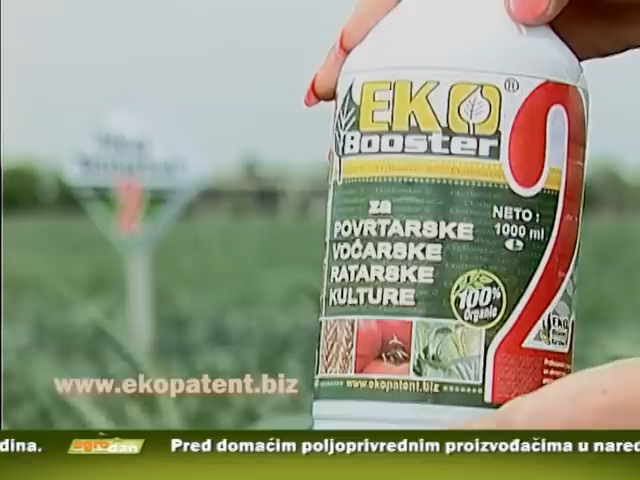 EKO®
Booster
za
POVRTARSKE
VOĆARSKE
RATARSKE
KULTURE
NETO :
1000 ml
e
100%
Organic
2
www.ekopatent.biz
www.ekopatent.biz
dina.
agro dan
Pred domaćim poljoprivrednim proizvođačima u nared